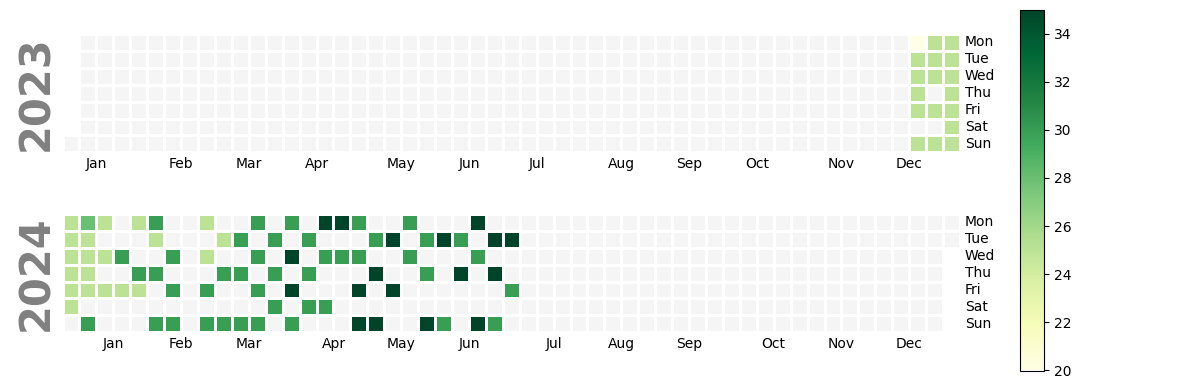 2023
Mon
Tue
Wed
Thu
Fri
Sat
Sun
Jan Feb Mar Apr May Jun Jul Aug Sep Oct Nov Dec
2024
Mon
Tue
Wed
Thu
Fri
Sat
Sun
Jan Feb Mar Apr May Jun Jul Aug Sep Oct Nov Dec
34
32
30
28
26
24
22
20